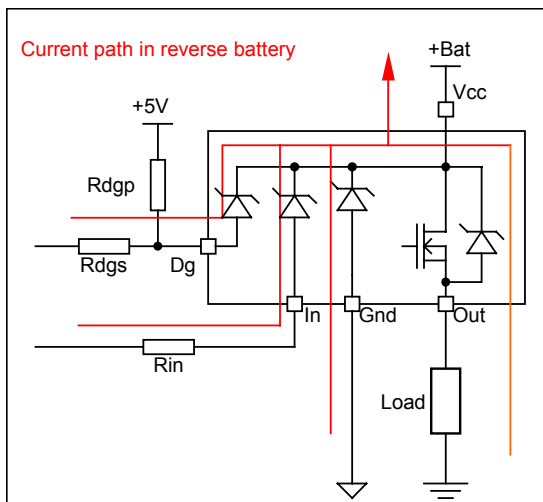 Current path in reverse battery
+Bat
Vcc
+5V
Rdgp
Rdgs
Dg
In
Gnd
Out
Rin
Load